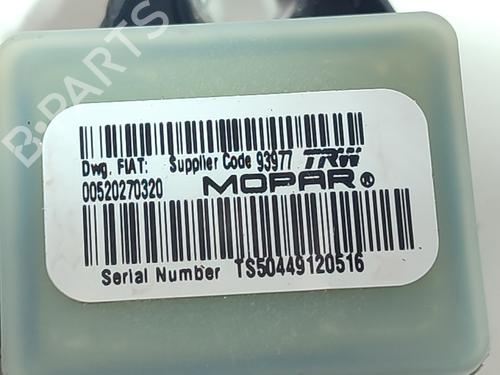 B-PARTS
Dwg. FIAT: Supplier Code 93977 TRW
00520270320 MOPAR®
Serial Number TS50449120516